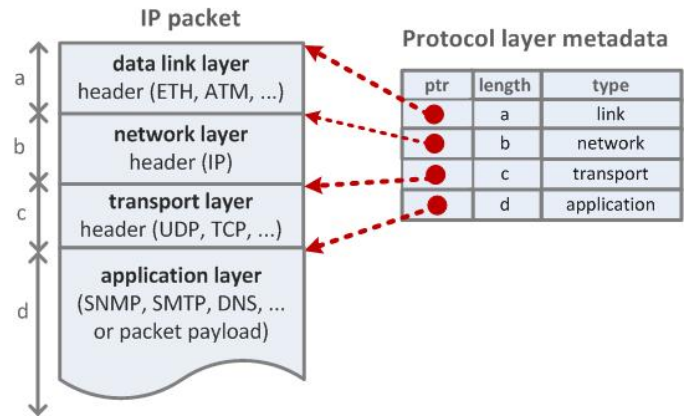 IP packet
a
data link layer
header (ETH, ATM, ...)
b
network layer
header (IP)
c
transport layer
header (UDP, TCP, ...)
d
application layer
(SNMP, SMTP, DNS, ...
or packet payload)
Protocol layer metadata
ptr length type
a link
b network
c transport
d application